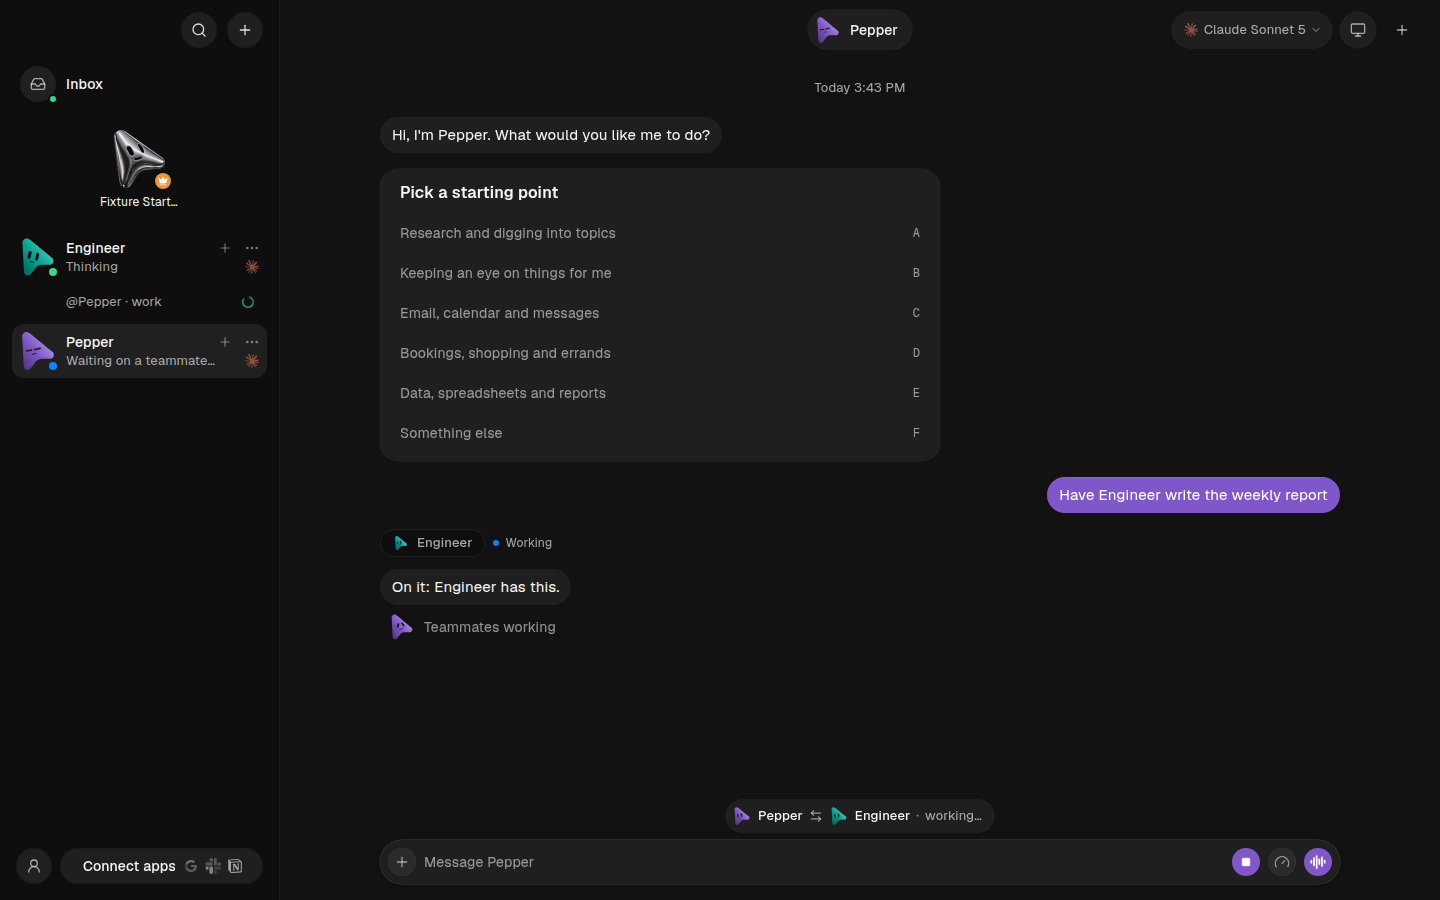 Inbox
Fixture Start…
Engineer
Thinking
@Pepper · work
Pepper
Waiting on a teammate…
Connect apps
Pepper
Claude Sonnet 5
Today 3:43 PM
Hi, I'm Pepper. What would you like me to do?
Pick a starting point
Research and digging into topics A
Keeping an eye on things for me B
Email, calendar and messages C
Bookings, shopping and errands D
Data, spreadsheets and reports E
Something else F
Have Engineer write the weekly report
Engineer Working
On it: Engineer has this.
Teammates working
Pepper Engineer · working…
Message Pepper